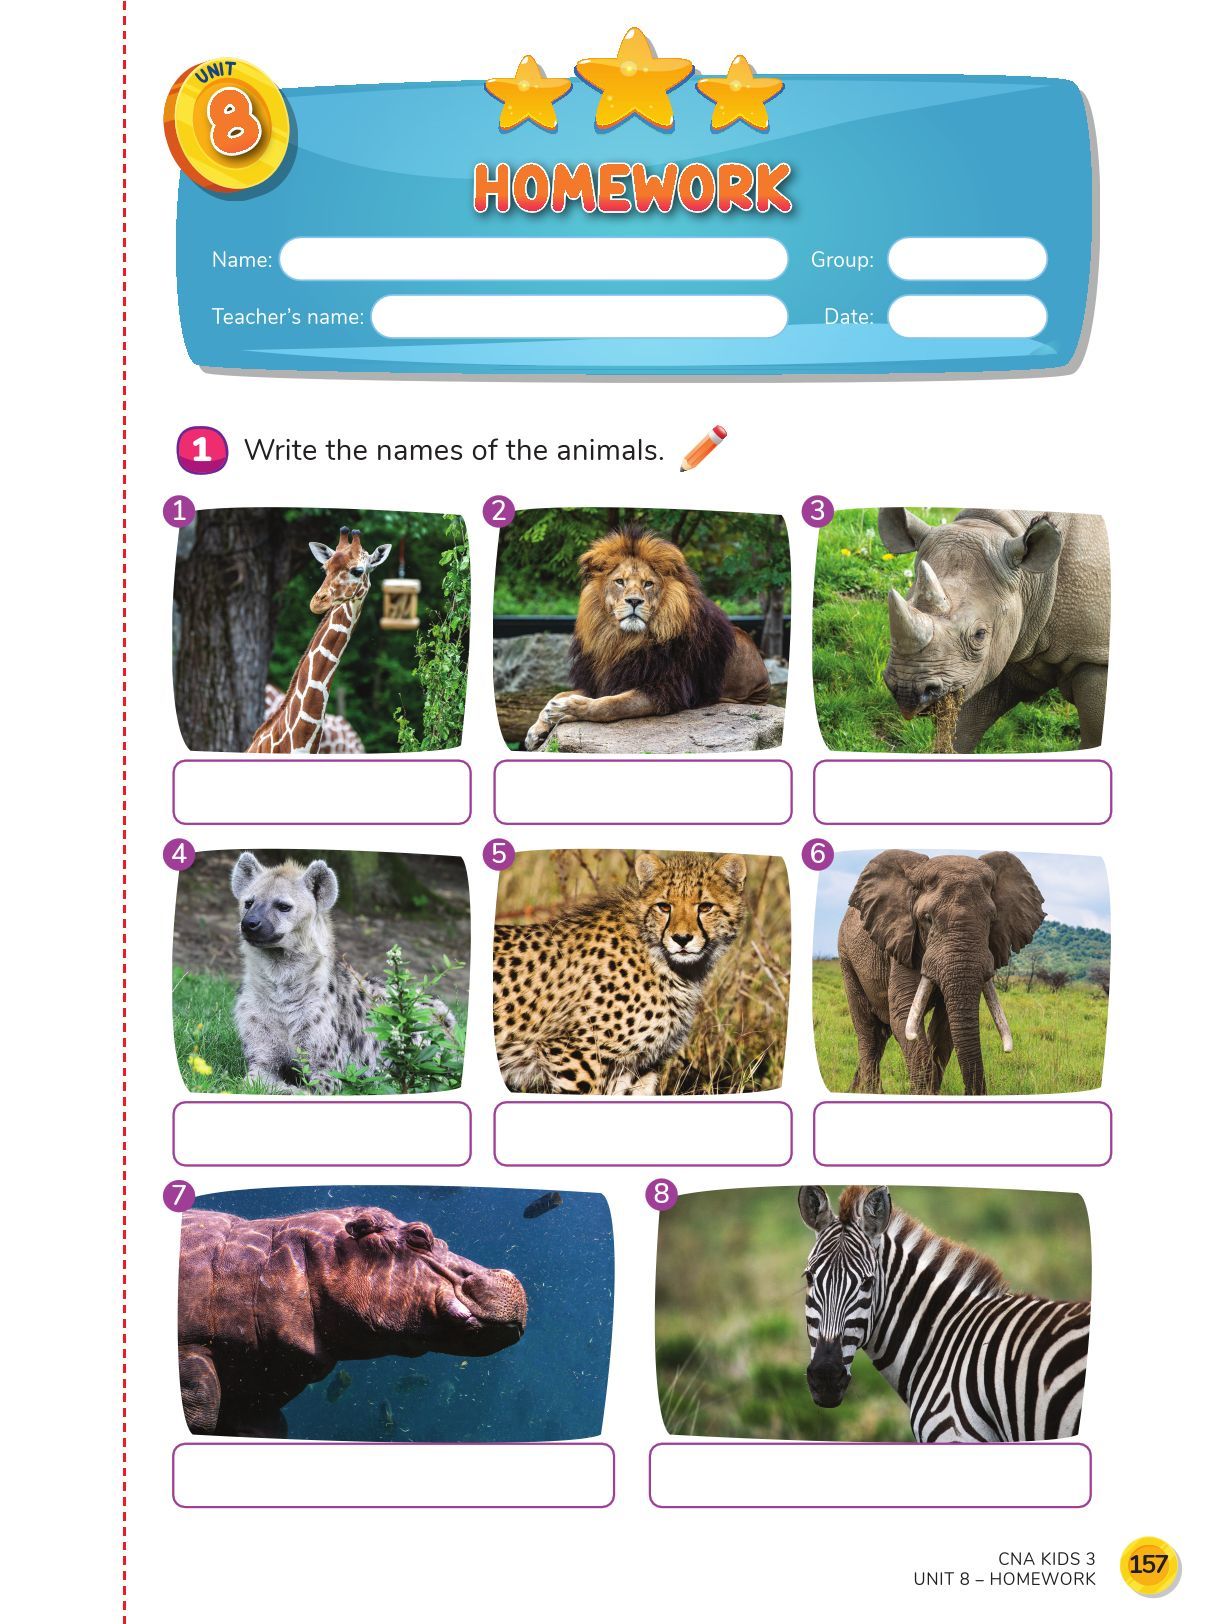 UNIT
8
HOMEWORK
Name:
Group:
Teacher's name:
Date:
1 Write the names of the animals.
1
2
3
4
5
6
7
8
CNA KIDS 3
UNIT 8 – HOMEWORK
157